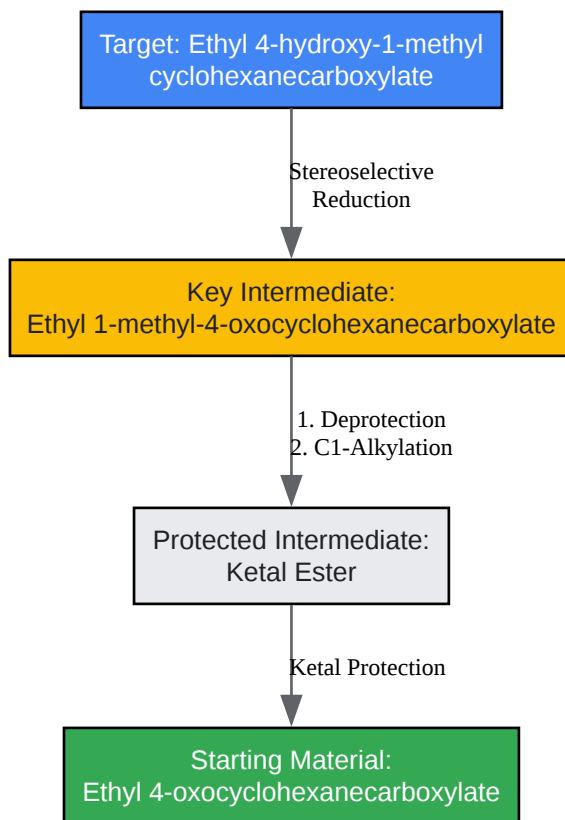 Target: Ethyl 4-hydroxy-1-methyl
cyclohexanecarboxylate
Stereoselective
Reduction
Key Intermediate:
Ethyl 1-methyl-4-oxocyclohexanecarboxylate
1. Deprotection
2. C1-Alkylation
Protected Intermediate:
Ketal Ester
Ketal Protection
Starting Material:
Ethyl 4-oxocyclohexanecarboxylate